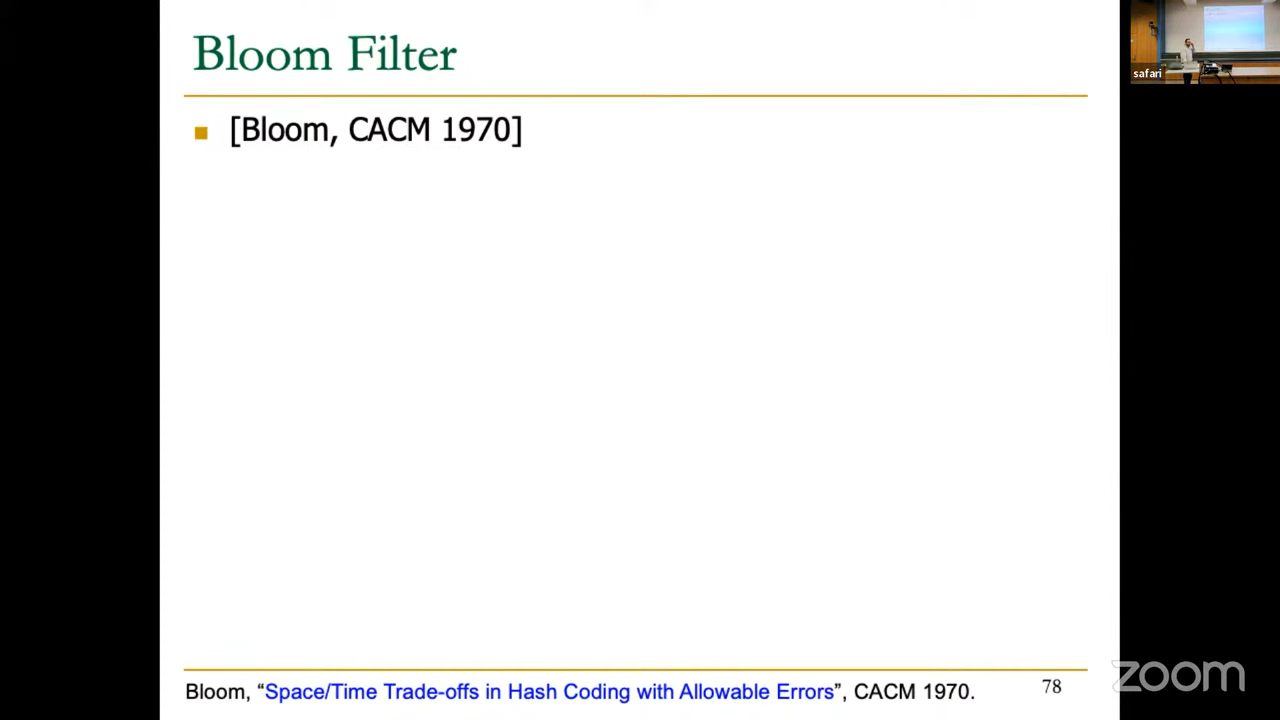 Bloom Filter
[Bloom, CACM 1970]
safari
Bloom, “Space/Time Trade-offs in Hash Coding with Allowable Errors”, CACM 1970.
78
zoom